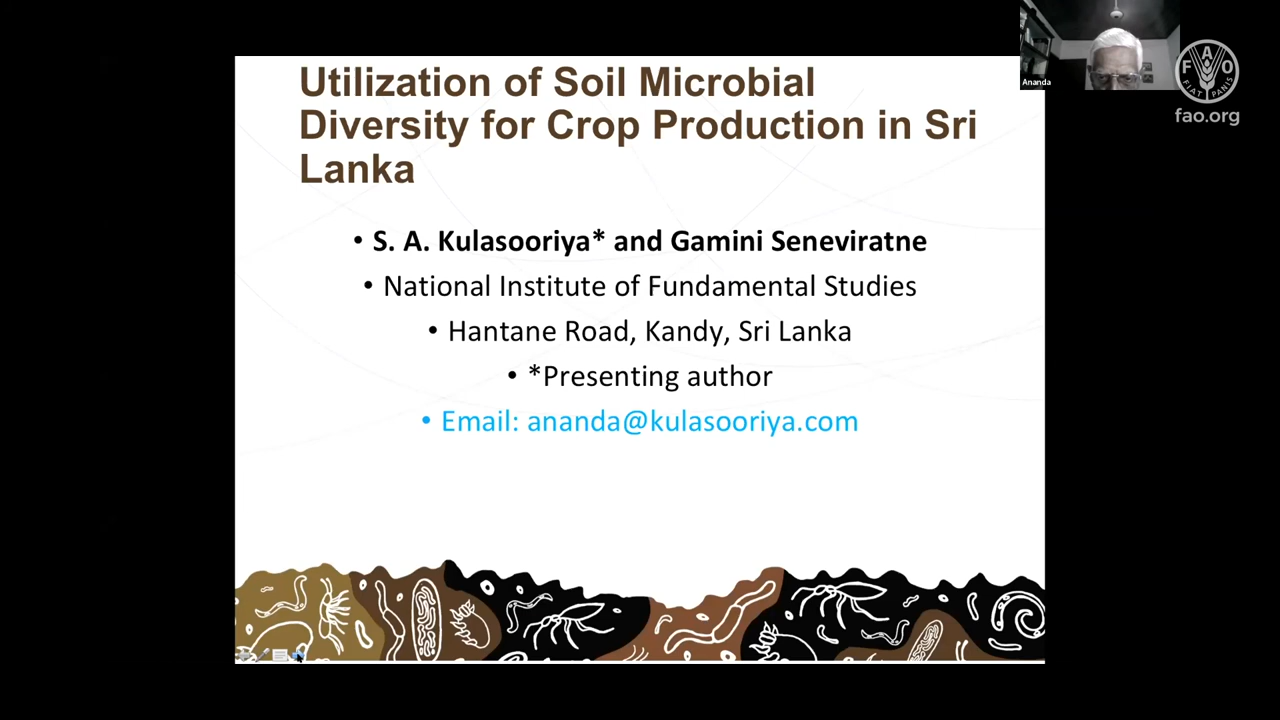 Utilization of Soil Microbial
Diversity for Crop Production in Sri
Lanka
• S. A. Kulasooriya* and Gamini Seneviratne
• National Institute of Fundamental Studies
• Hantane Road, Kandy, Sri Lanka
• *Presenting author
• Email: ananda@kulasooriya.com
Ananda
F A O
FIAT PANIS
fao.org